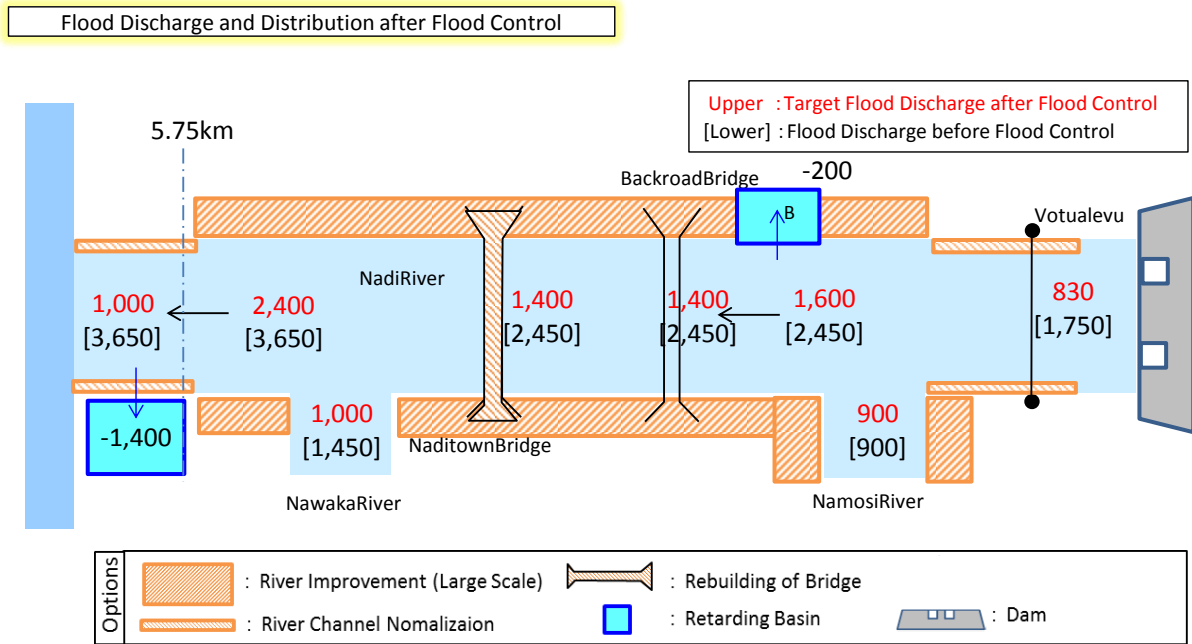 Flood Discharge and Distribution after Flood Control
Upper : Target Flood Discharge after Flood Control
[Lower] : Flood Discharge before Flood Control
5.75km
BackroadBridge
-200
B
Votualevu
NadiRiver
1,000
[3,650]
2,400
[3,650]
1,400
[2,450]
1,400
[2,450]
1,600
[2,450]
830
[1,750]
-1,400
1,000
[1,450]
NaditownBridge
900
[900]
NawakaRiver
NamosiRiver
Options
: River Improvement (Large Scale)
: Rebuilding of Bridge
: River Channel Nomalizaion
: Retarding Basin
: Dam